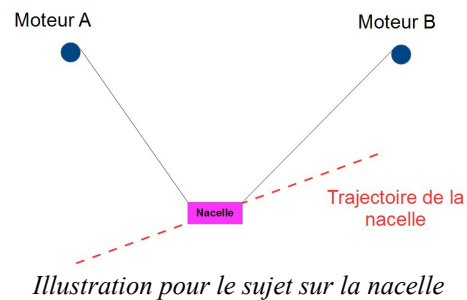 Moteur A
Moteur B
Nacelle
Trajectoire de la
nacelle
Illustration pour le sujet sur la nacelle